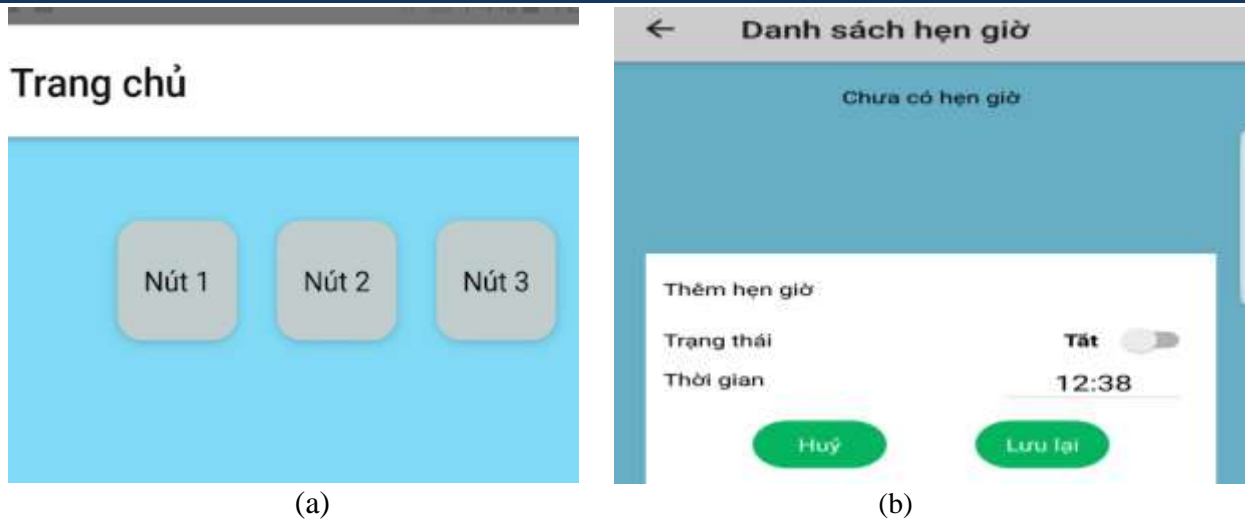 Trang chủ
Nút 1
Nút 2
Nút 3
(a)
Danh sách hẹn giờ
Chưa có hẹn giờ
Thêm hẹn giờ
Trạng thái
Tắt
Thời gian
12:38
Huỷ
Lưu lại
(b)